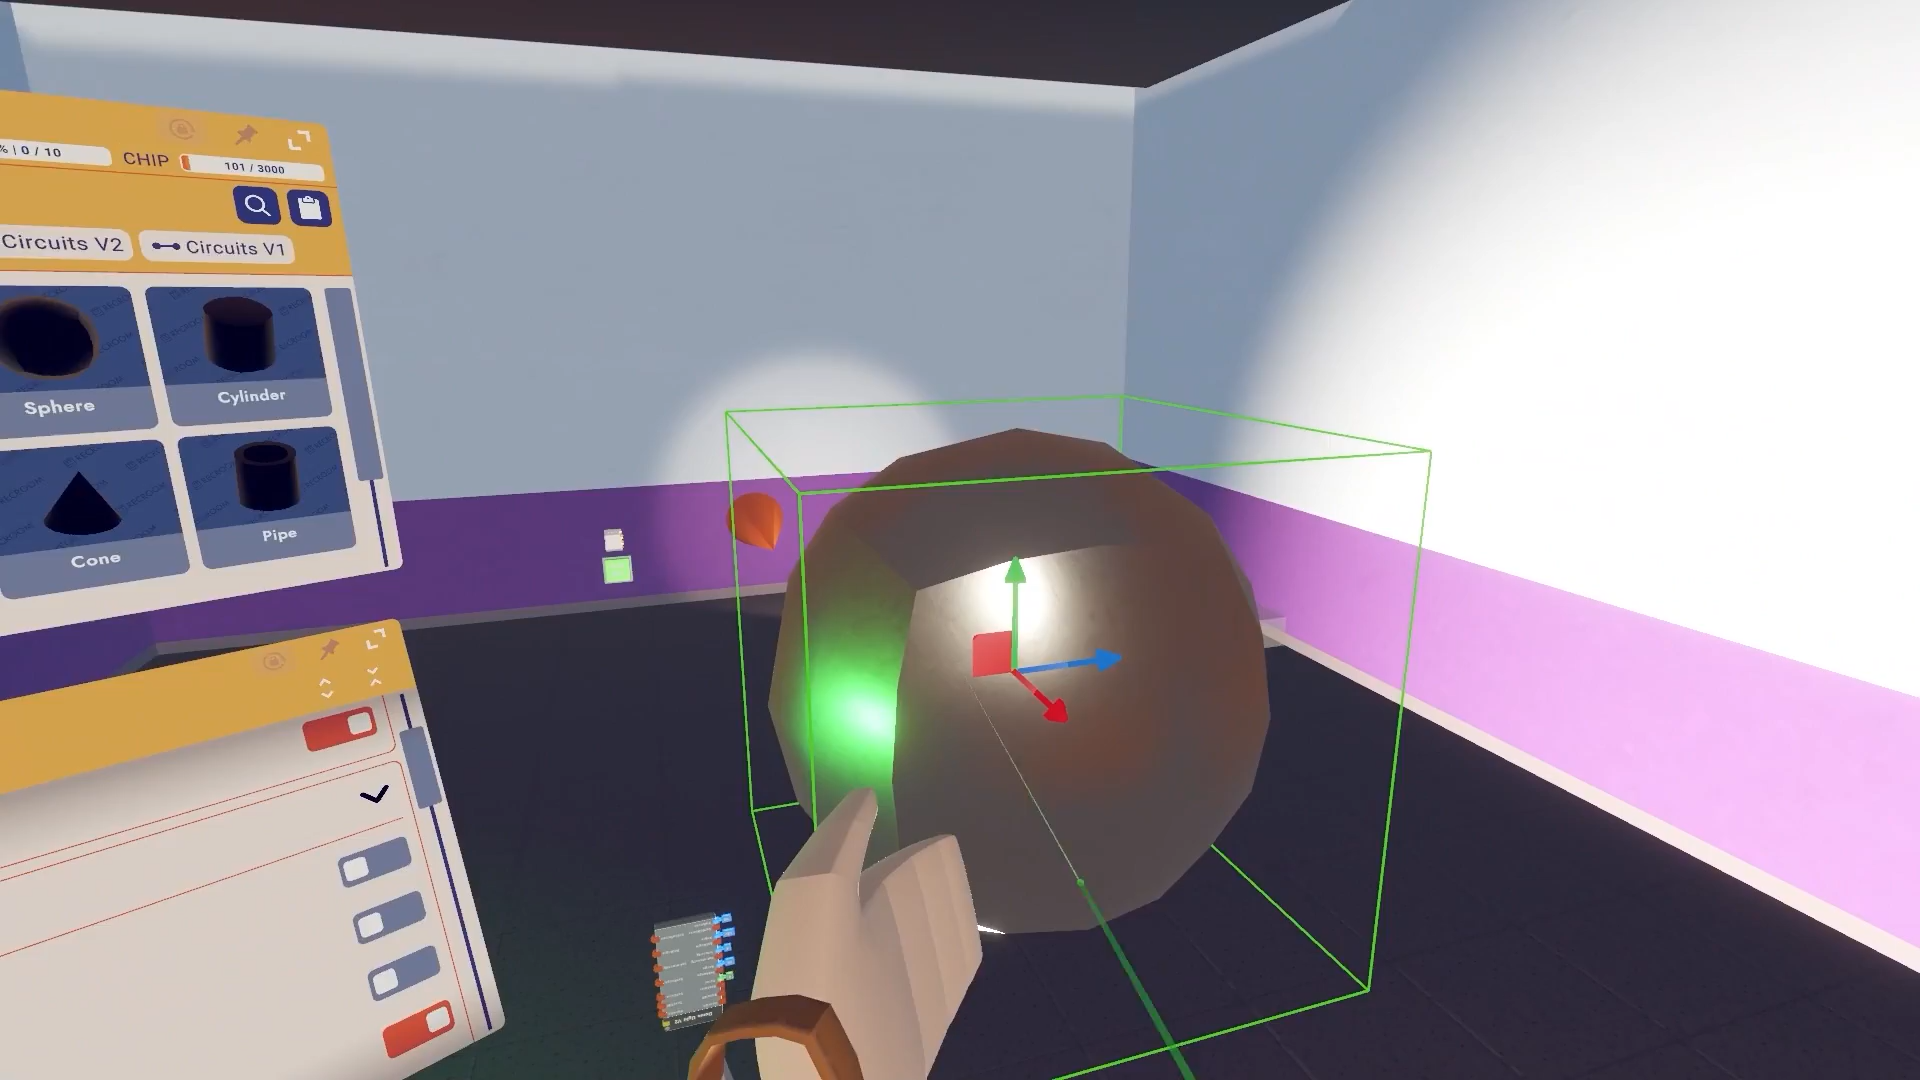 % | 0 / 10
CHIP
101 / 3000
Circuits V2
Circuits V1
Sphere
Cylinder
Cone
Pipe